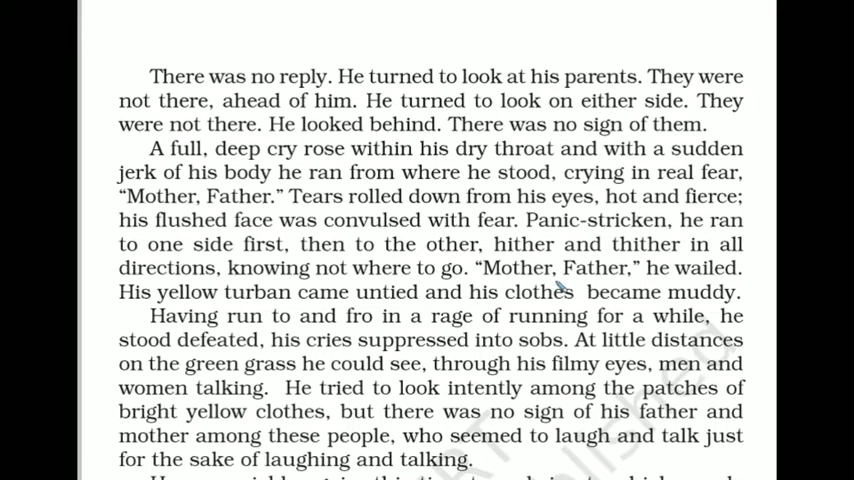 There was no reply. He turned to look at his parents. They were
not there, ahead of him. He turned to look on either side. They
were not there. He looked behind. There was no sign of them.
A full, deep cry rose within his dry throat and with a sudden
jerk of his body he ran from where he stood, crying in real fear,
“Mother, Father.” Tears rolled down from his eyes, hot and fierce;
his flushed face was convulsed with fear. Panic-stricken, he ran
to one side first, then to the other, hither and thither in all
directions, knowing not where to go. “Mother, Father,” he wailed.
His yellow turban came untied and his clothes became muddy.
Having run to and fro in a rage of running for a while, he
stood defeated, his cries suppressed into sobs. At little distances
on the green grass he could see, through his filmy eyes, men and
women talking. He tried to look intently among the patches of
bright yellow clothes, but there was no sign of his father and
mother among these people, who seemed to laugh and talk just
for the sake of laughing and talking.